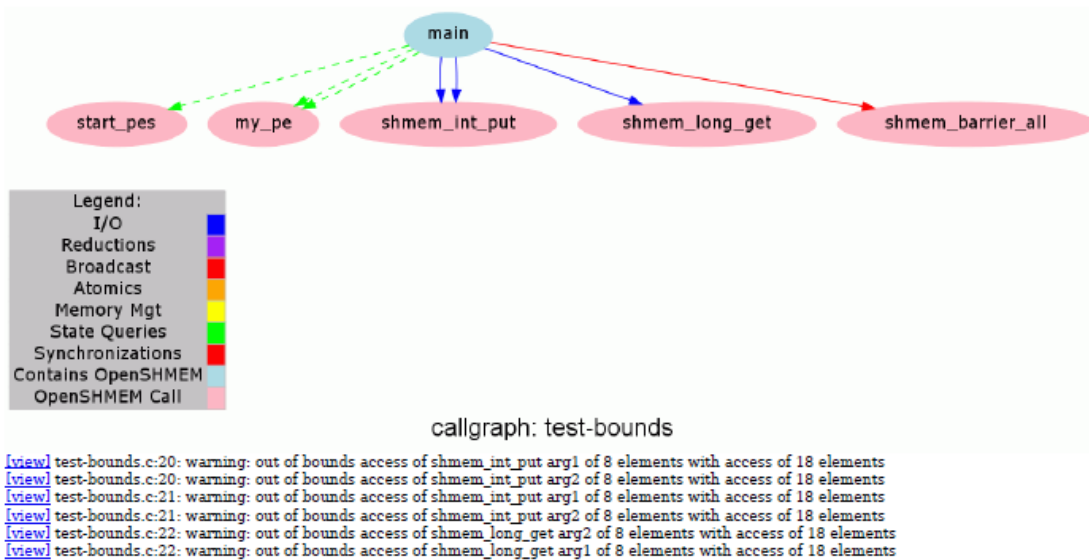 main
start_pes my_pe shmem_int_put shmem_long_get shmem_barrier_all
Legend:
I/O
Reductions
Broadcast
Atomics
Memory Mgt
State Queries
Synchronizations
Contains OpenSHMEM
OpenSHMEM Call
callgraph: test-bounds
[view] test-bounds.c:20: warning: out of bounds access of shmem_int_put arg1 of 8 elements with access of 18 elements
[view] test-bounds.c:20: warning: out of bounds access of shmem_int_put arg2 of 8 elements with access of 18 elements
[view] test-bounds.c:21: warning: out of bounds access of shmem_int_put arg1 of 8 elements with access of 18 elements
[view] test-bounds.c:21: warning: out of bounds access of shmem_int_put arg2 of 8 elements with access of 18 elements
[view] test-bounds.c:22: warning: out of bounds access of shmem_long_get arg2 of 8 elements with access of 18 elements
[view] test-bounds.c:22: warning: out of bounds access of shmem_long_get arg1 of 8 elements with access of 18 elements